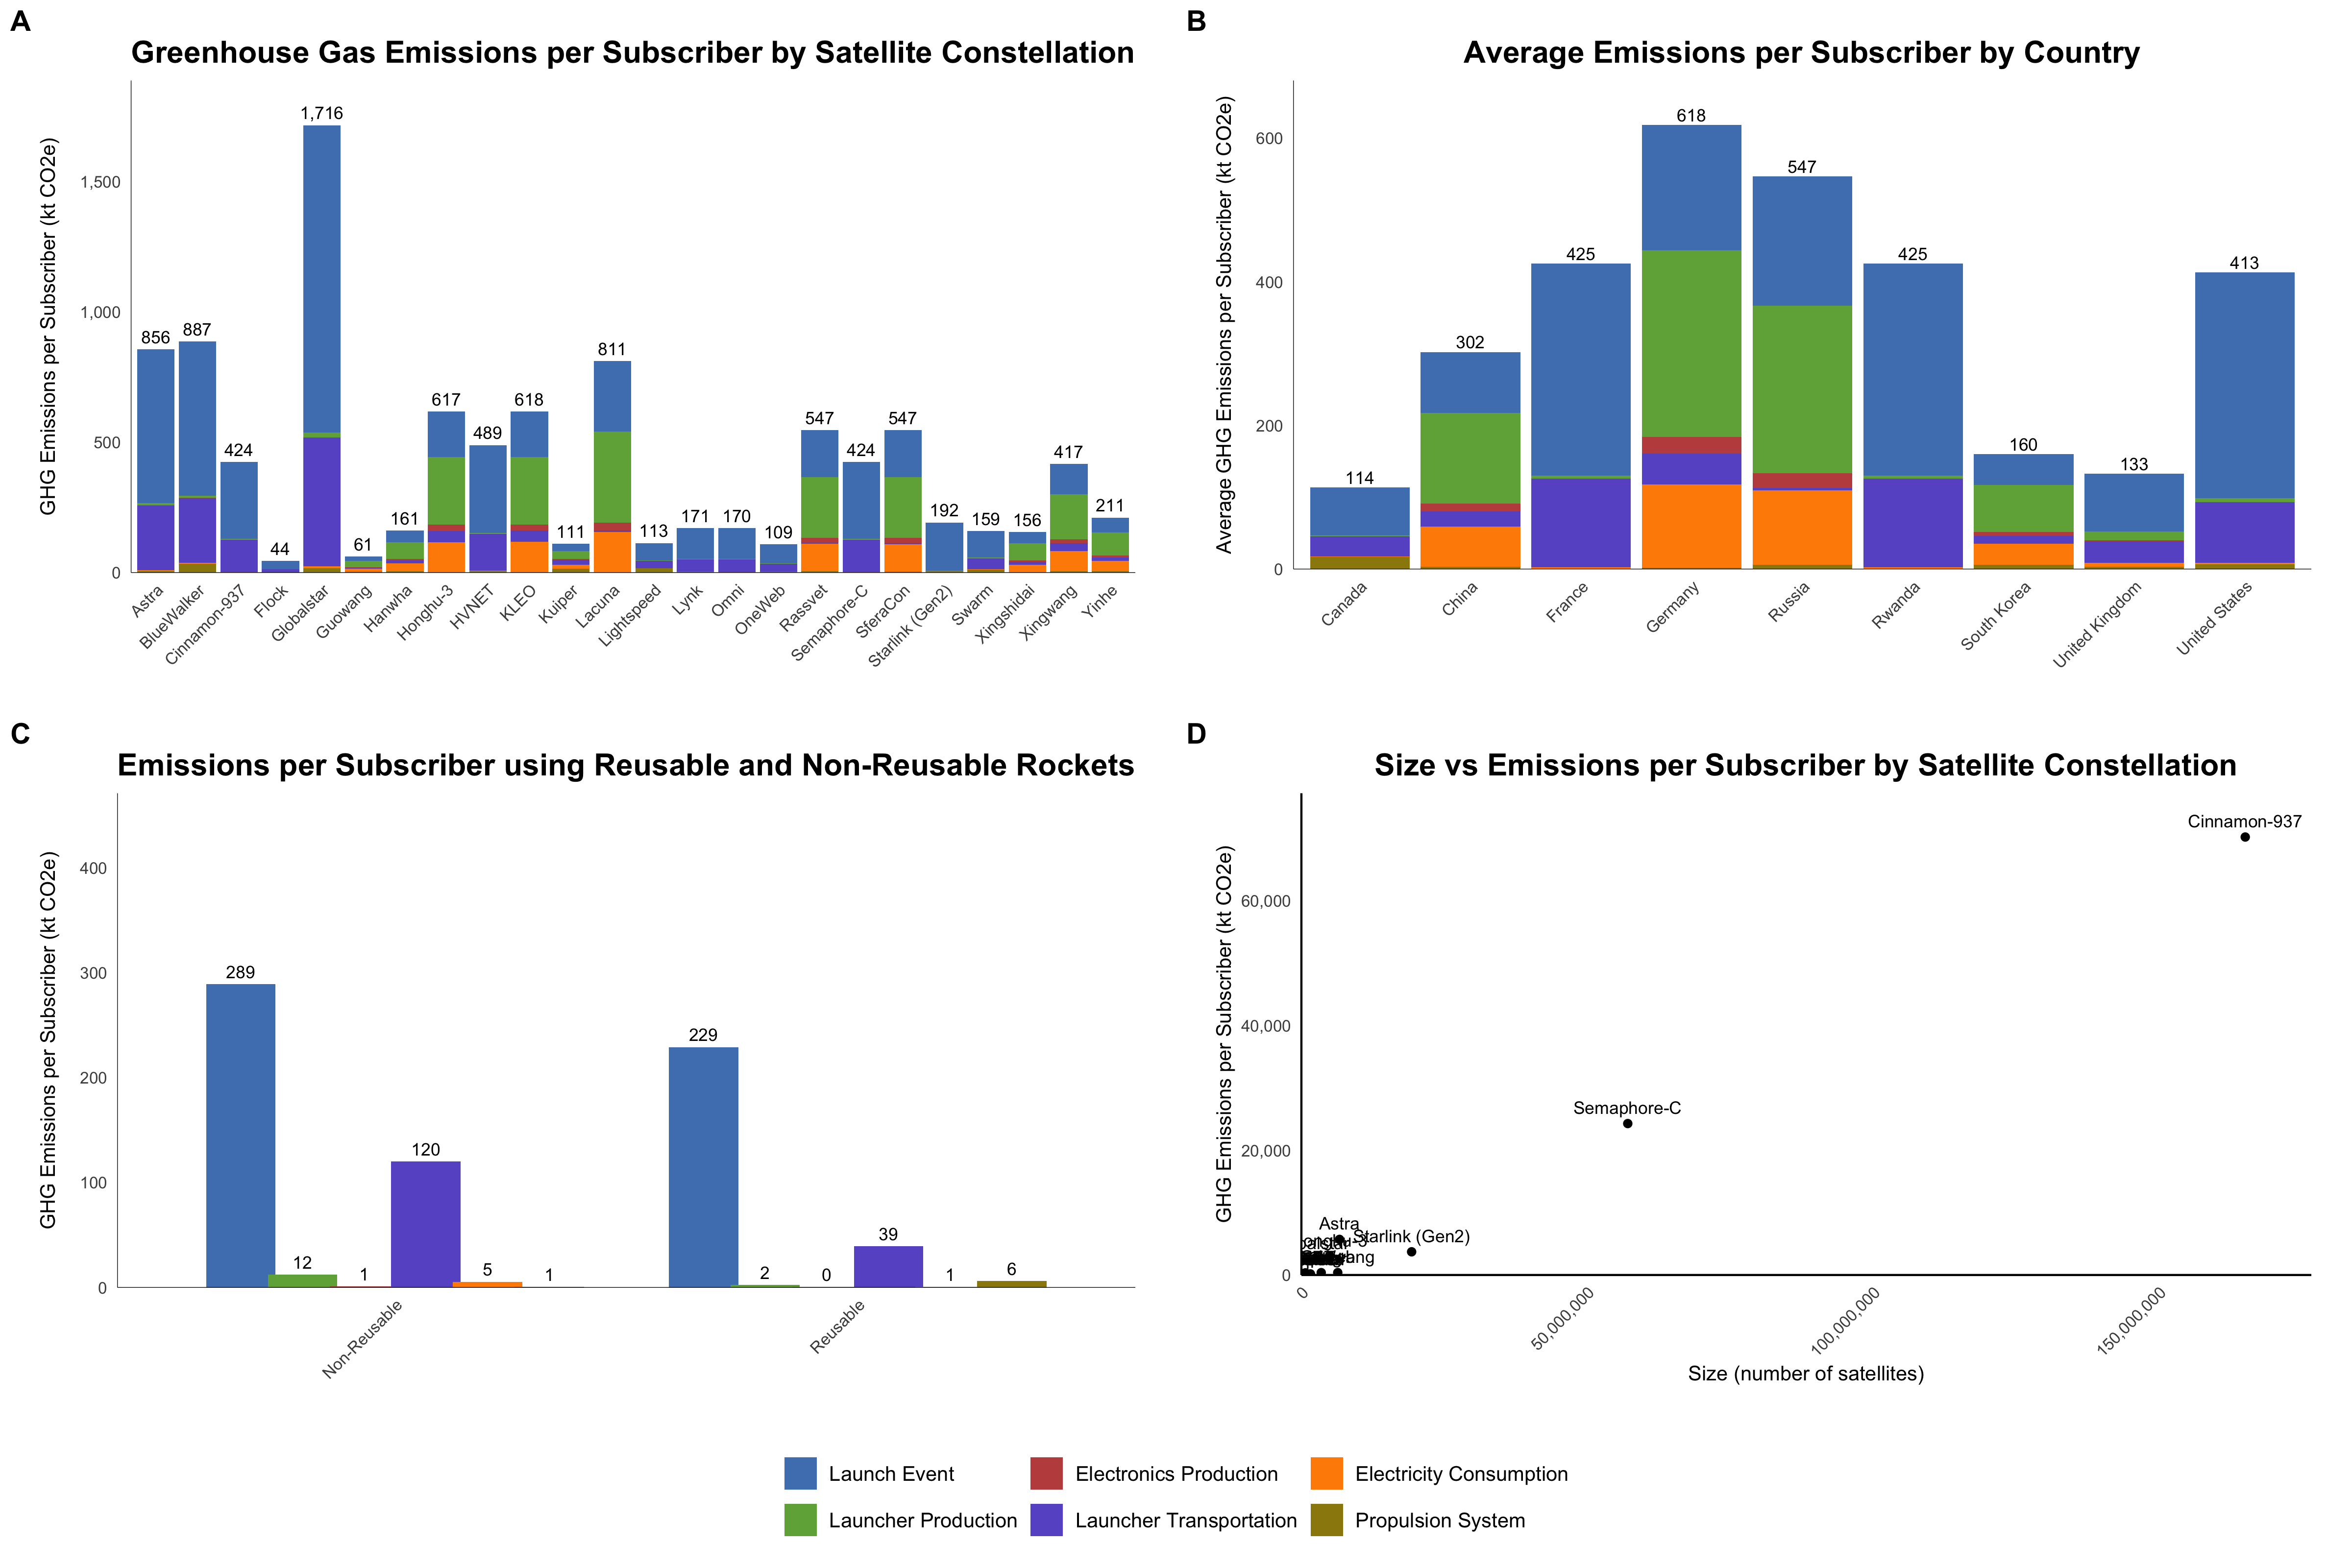 A
Greenhouse Gas Emissions per Subscriber by Satellite Constellation
GHG Emissions per Subscriber (kt CO2e)
1,500
1,000
500
0
856
887
424
44
1,716
61
161
617
489
618
111
811
113
171
170
109
547
424
547
192
159
156
417
211
Astra
BlueWalker
Cinnamon-937
Flock
Globalstar
Guowang
Hanwha
Honghu-3
HVNET
KLEO
Kuiper
Lacuna
Lightspeed
Lynk
Omni
OneWeb
Rassvet
Semaphore-C
SferaCon
Starlink (Gen2)
Swarm
Xingshidai
Xingwang
Yinhe
B
Average Emissions per Subscriber by Country
Average GHG Emissions per Subscriber (kt CO2e)
600
400
200
0
114
302
425
618
547
425
160
133
413
Canada
China
France
Germany
Russia
Rwanda
South Korea
United Kingdom
United States
C
Emissions per Subscriber using Reusable and Non-Reusable Rockets
GHG Emissions per Subscriber (kt CO2e)
400
300
200
100
0
289
12
1
120
5
1
229
2
0
39
1
6
Non-Reusable
Reusable
D
Size vs Emissions per Subscriber by Satellite Constellation
GHG Emissions per Subscriber (kt CO2e)
60,000
40,000
20,000
0
Cinnamon-937
Semaphore-C
Astra
Starlink (Gen2)
0
50,000,000
100,000,000
150,000,000
Size (number of satellites)
Launch Event
Electronics Production
Electricity Consumption
Launcher Production
Launcher Transportation
Propulsion System